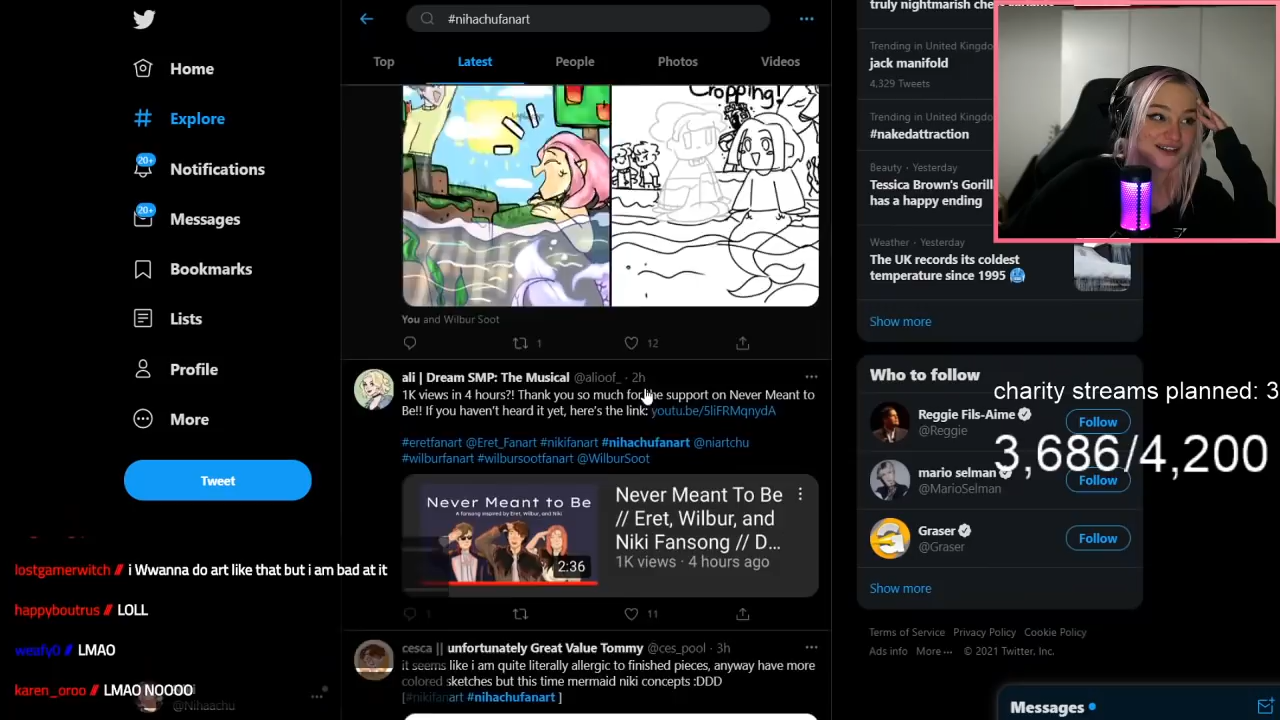 Home
Explore
20+
Notifications
20+
Messages
Bookmarks
Lists
Profile
More
Tweet
lostgamerwitch // i Wwanna do art like that but i am bad at it
happyboutrus // LOLL
weafy0 // LMAO
karen_oroo // LMAO NOOOO
@Nihaachu
#nihachufanart
Top
Latest
People
Photos
Videos
Cropping!
You and Wilbur Soot
1
12
ali | Dream SMP: The Musical @alioof_ · 2h
1K views in 4 hours?! Thank you so much for the support on Never Meant to
Be!! If you haven't heard it yet, here's the link: youtu.be/5liFRMqnydA
#eretfanart @Eret_Fanart #nikifanart #nihachufanart @niartchu
#wilburfanart #wilbursootfanart @WilburSoot
Never Meant to Be
2:36
Never Meant To Be
// Eret, Wilbur, and
Niki Fansong // D...
1K views · 4 hours ago
1
11
cesca || unfortunately Great Value Tommy @ces_pool · 3h
it seems like i am quite literally allergic to finished pieces, anyway have more
colored sketches but this time mermaid niki concepts :DDD
[#nikifanart #nihachufanart ]
truly nightmarish
Trending in United Kingdo
jack manifold
4,329 Tweets
Trending in United Kingdo
#nakedattraction
Beauty · Yesterday
Tessica Brown's Gorill
has a happy ending
Weather · Yesterday
The UK records its coldest
temperature since 1995
Show more
Who to follow
charity streams planned: 3
Reggie Fils-Aime
@Reggie
Follow
3,686/4,200
mario selman
@MarioSelman
Follow
Graser
@Graser
Follow
Show more
Terms of Service Privacy Policy Cookie Policy
Ads info More ··· © 2021 Twitter, Inc.
Messages